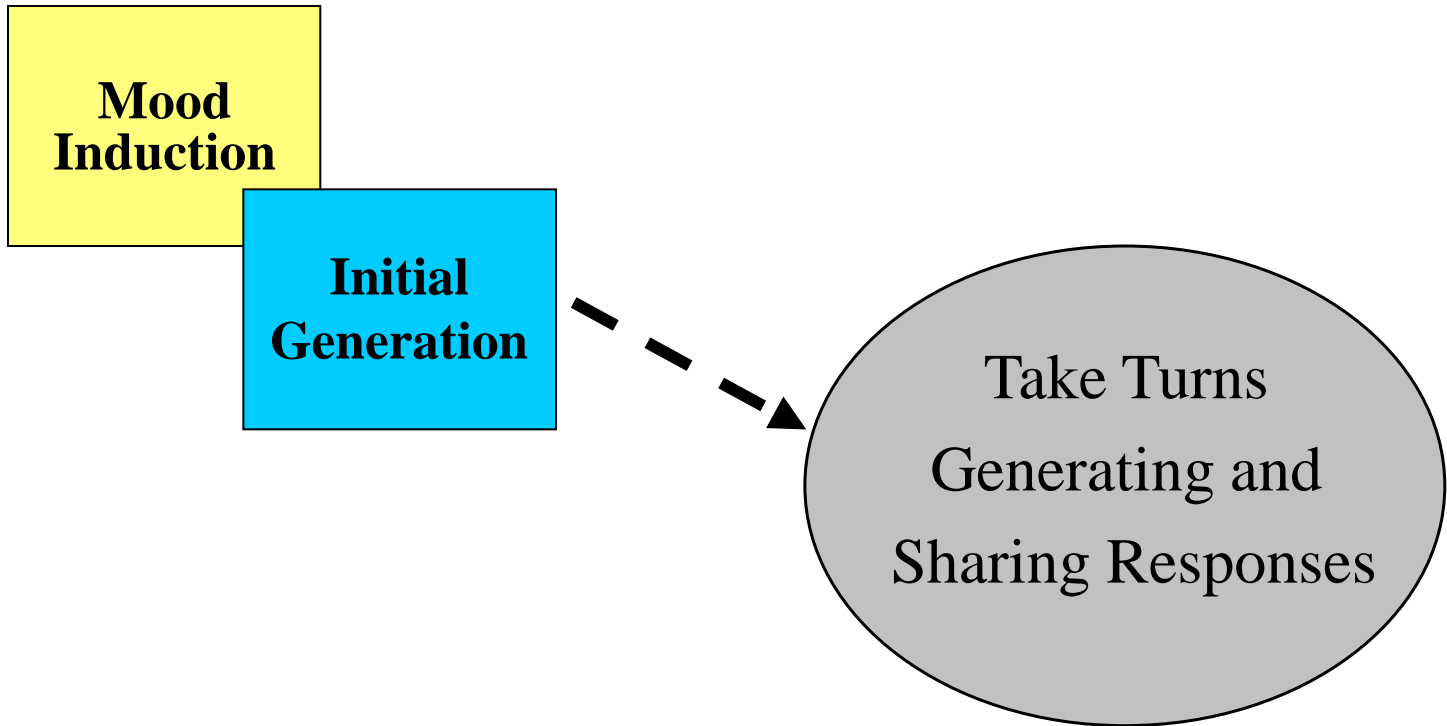 Mood
Induction
Initial
Generation
Take Turns
Generating and
Sharing Responses